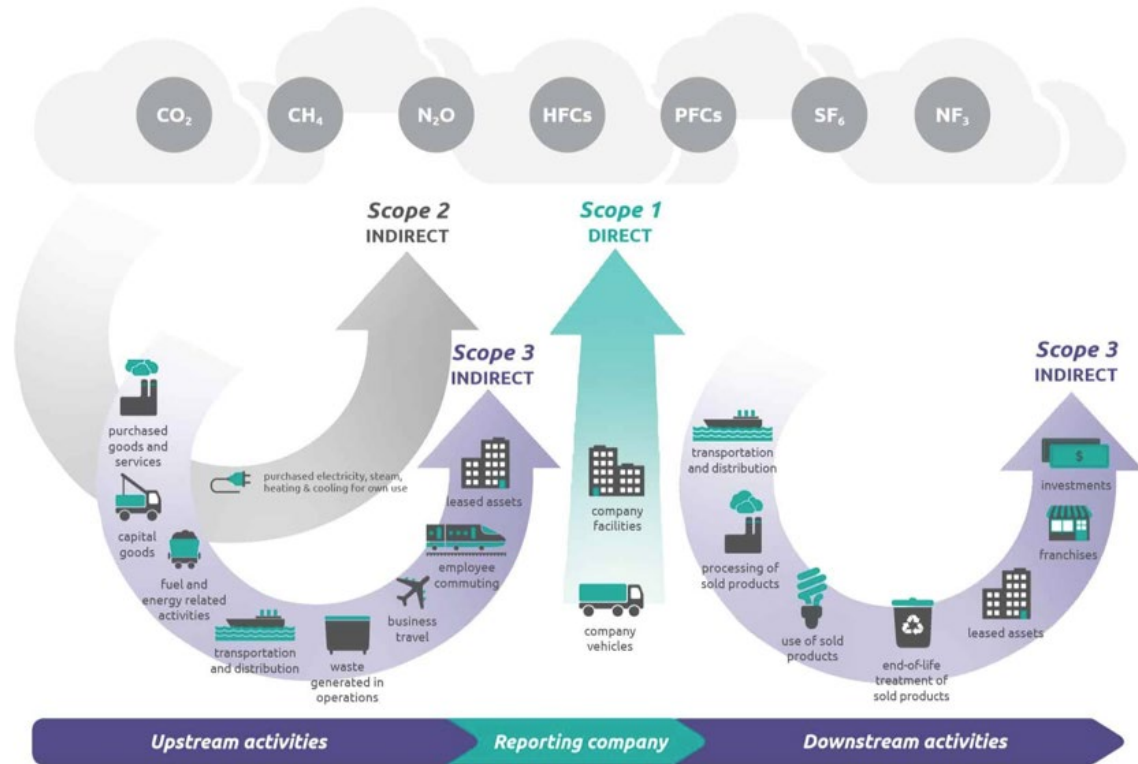 CO₂
CH₄
N₂O
HFCs
PFCs
SF₆
NF₃
Scope 2
INDIRECT
Scope 1
DIRECT
Scope 3
INDIRECT
Scope 3
INDIRECT
purchased
goods and
services
capital
goods
fuel and
energy related
activities
transportation
and distribution
waste
generated in
operations
business
travel
employee
commuting
leased assets
purchased electricity, steam,
heating & cooling for own use
company
facilities
company
vehicles
transportation
and distribution
processing of
sold products
use of sold
products
end-of-life
treatment of
sold products
leased assets
franchises
investments
$
Upstream activities
Reporting company
Downstream activities